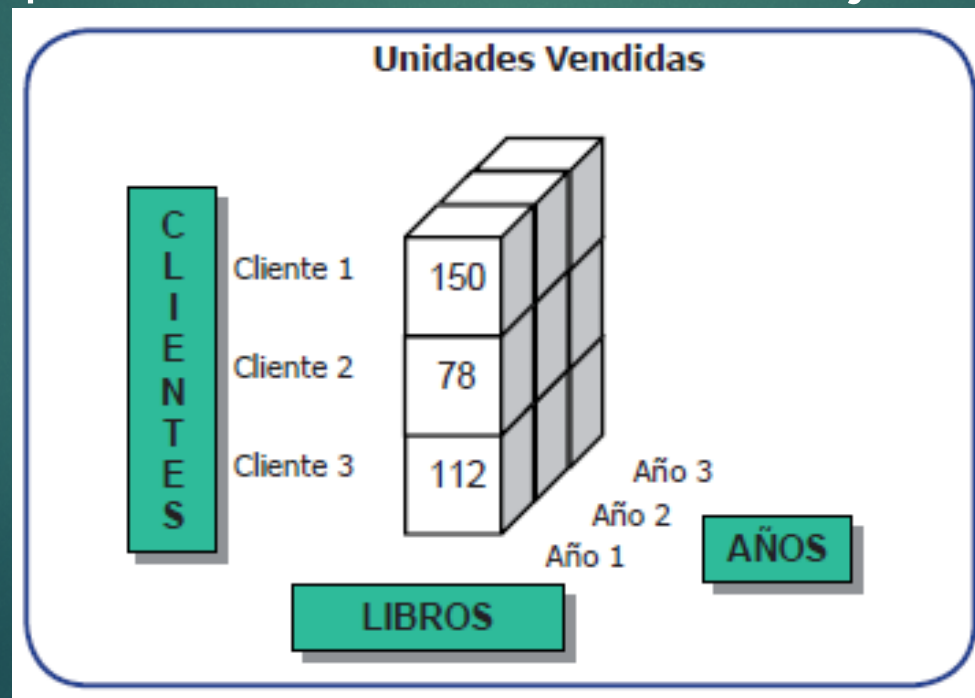 Unidades Vendidas
CLIENTES
Cliente 1
150
Cliente 2
78
Cliente 3
112
Año 3
Año 2
Año 1
AÑOS
LIBROS